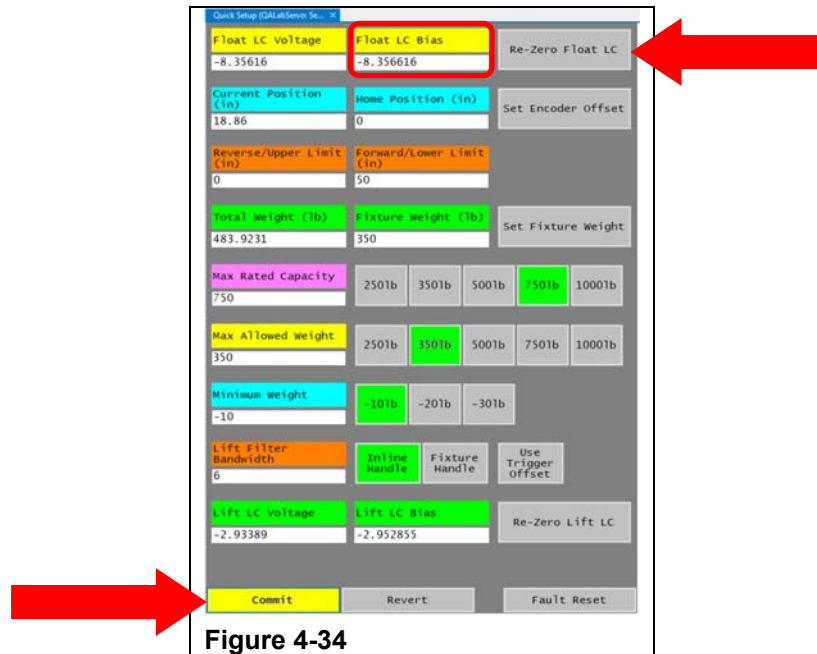 Quick Setup (QALabServo: Se... ×
Float LC Voltage Float LC Bias Re-Zero Float LC
-8.35616 -8.356616
Current Position (in) Home Position (in) Set Encoder Offset
18.86 0
Reverse/Upper Limit (in) Forward/Lower Limit (in)
0 50
Total Weight (lb) Fixture Weight (lb) Set Fixture Weight
483.9231 350
Max Rated Capacity 250lb 350lb 500lb 750lb 1000lb
750
Max Allowed Weight 250lb 350lb 500lb 750lb 1000lb
350
Minimum Weight -10lb -20lb -30lb
-10
Lift Filter Bandwidth Inline Handle Fixture Handle Use Trigger Offset
6
Lift LC Voltage Lift LC Bias Re-Zero Lift LC
-2.93389 -2.952855
Commit Revert Fault Reset
Figure 4-34